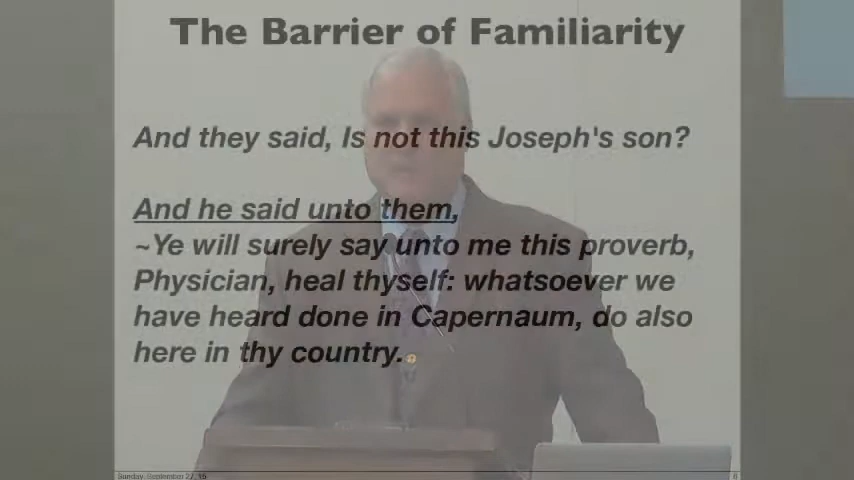 The Barrier of Familiarity
And they said, Is not this Joseph's son?
And he said unto them,
~Ye will surely say unto me this proverb,
Physician, heal thyself: whatsoever we
have heard done in Capernaum, do also
here in thy country.
Sunday, September 27, 15
6